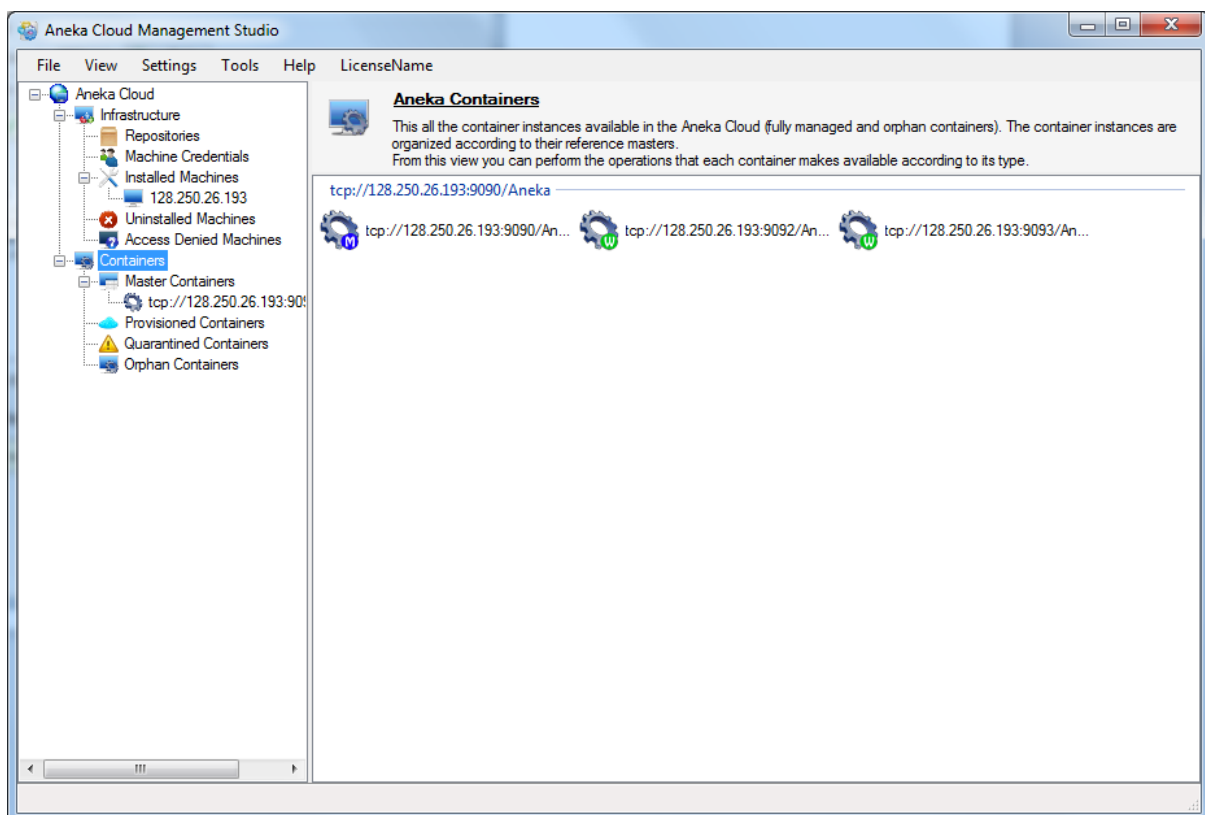 Aneka Cloud Management Studio
File View Settings Tools Help LicenseName
Aneka Cloud
Infrastructure
Repositories
Machine Credentials
Installed Machines
128.250.26.193
Uninstalled Machines
Access Denied Machines
Containers
Master Containers
tcp://128.250.26.193:909
Provisioned Containers
Quarantined Containers
Orphan Containers
Aneka Containers
This all the container instances available in the Aneka Cloud (fully managed and orphan containers). The container instances are
organized according to their reference masters.
From this view you can perfom the operations that each container makes available according to its type.
tcp://128.250.26.193:9090/Aneka
tcp://128.250.26.193:9090/An... tcp://128.250.26.193:9092/An... tcp://128.250.26.193:9093/An...
M W W